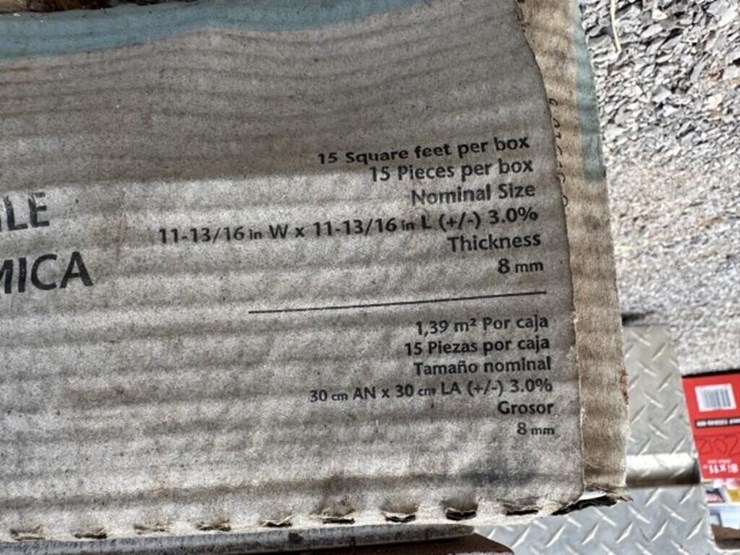 15 Square feet per box
15 Pieces per box
Nominal Size
11-13/16 in W x 11-13/16 in L (+/-) 3.0%
Thickness
8 mm
LE
MICA
1,39 m² Por caja
15 Piezas por caja
Tamaño nominal
30 cm AN x 30 cm LA (+/-) 3.0%
Grosor
8 mm